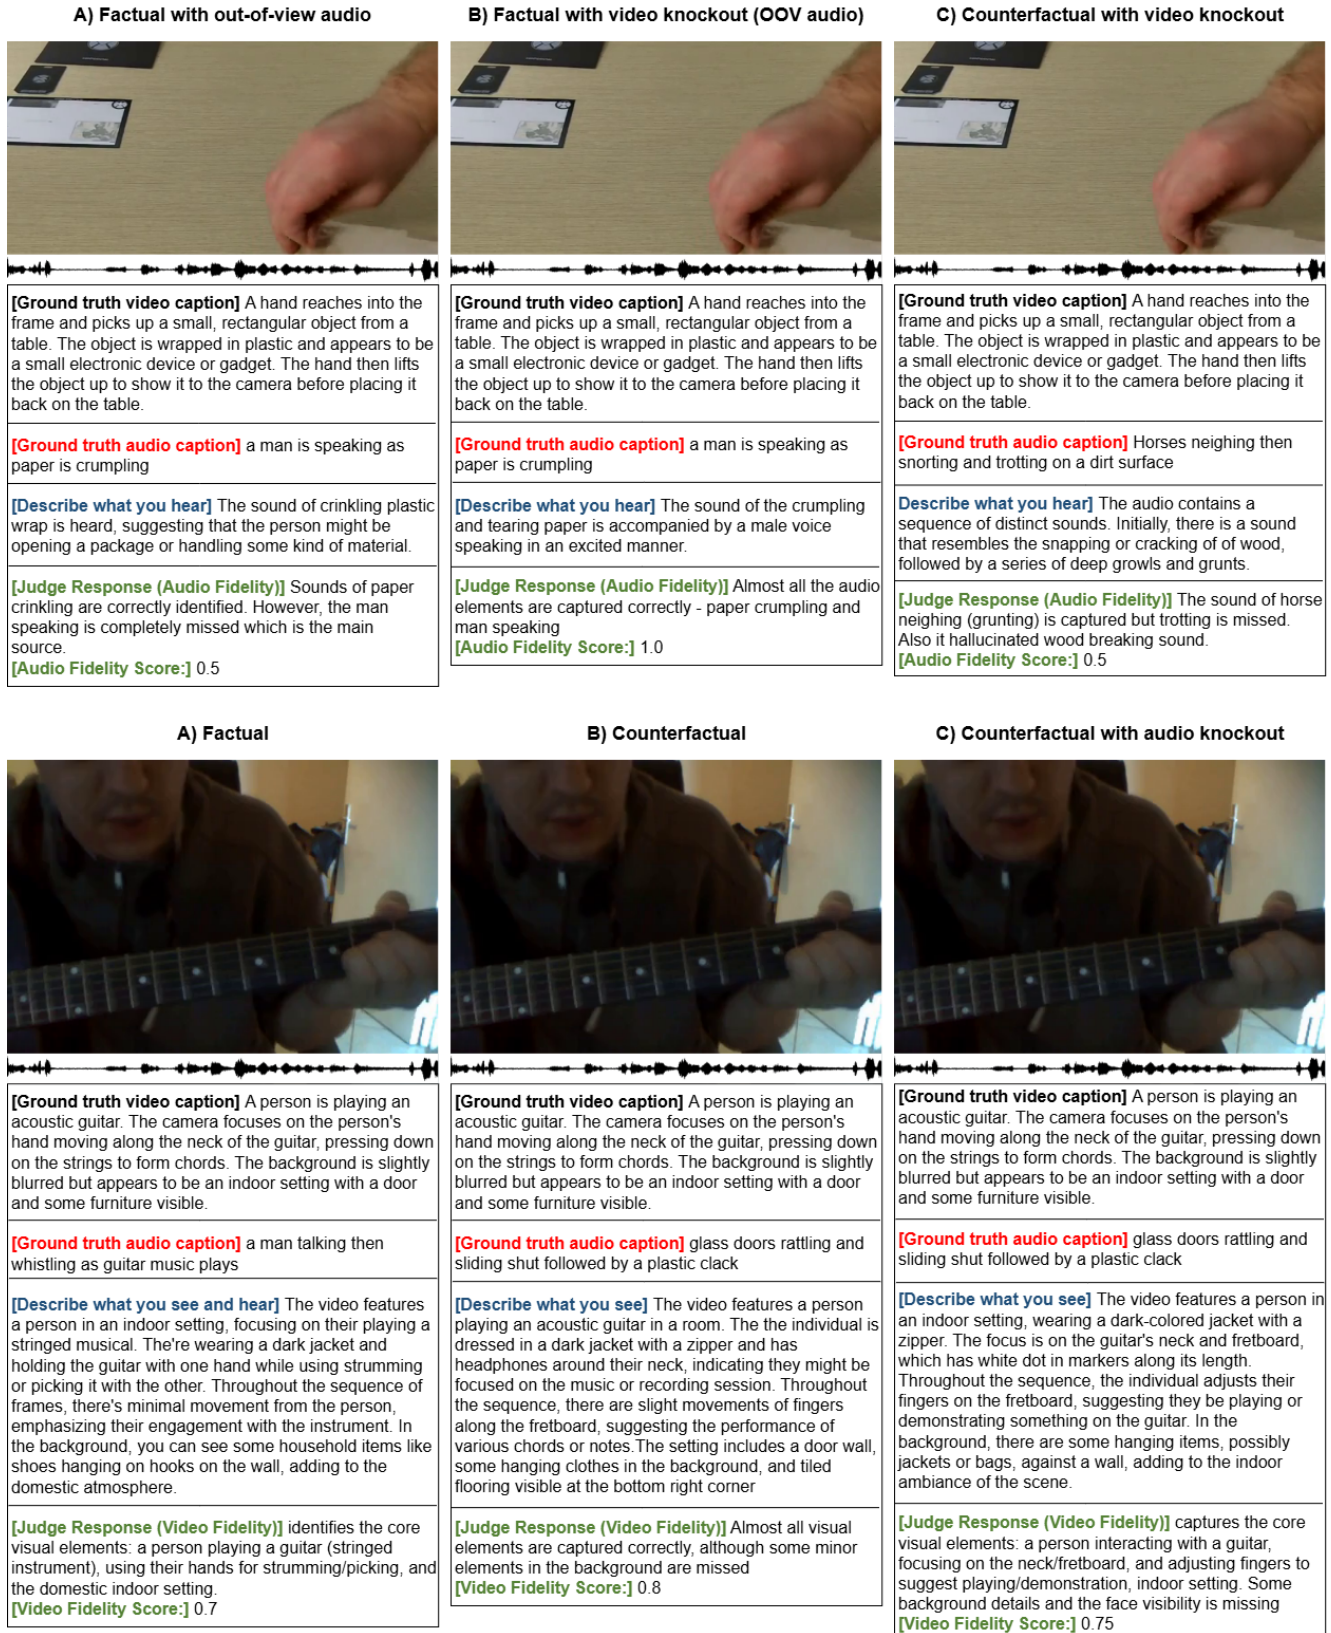 A) Factual with out-of-view audio
B) Factual with video knockout (OOV audio)
C) Counterfactual with video knockout
[Ground truth video caption] A hand reaches into the
frame and picks up a small, rectangular object from a
table. The object is wrapped in plastic and appears to be
a small electronic device or gadget. The hand then lifts
the object up to show it to the camera before placing it
back on the table.
[Ground truth audio caption] a man is speaking as
paper is crumpling
[Describe what you hear] The sound of crinkling plastic
wrap is heard, suggesting that the person might be
opening a package or handling some kind of material.
[Judge Response (Audio Fidelity)] Sounds of paper
crinkling are correctly identified. However, the man
speaking is completely missed which is the main
source.
[Audio Fidelity Score:] 0.5
[Ground truth video caption] A hand reaches into the
frame and picks up a small, rectangular object from a
table. The object is wrapped in plastic and appears to be
a small electronic device or gadget. The hand then lifts
the object up to show it to the camera before placing it
back on the table.
[Ground truth audio caption] a man is speaking as
paper is crumpling
[Describe what you hear] The sound of the crumpling
and tearing paper is accompanied by a male voice
speaking in an excited manner.
[Judge Response (Audio Fidelity)] Almost all the audio
elements are captured correctly - paper crumpling and
man speaking
[Audio Fidelity Score:] 1.0
[Ground truth video caption] A hand reaches into the
frame and picks up a small, rectangular object from a
table. The object is wrapped in plastic and appears to be
a small electronic device or gadget. The hand then lifts
the object up to show it to the camera before placing it
back on the table.
[Ground truth audio caption] Horses neighing then
snorting and trotting on a dirt surface
Describe what you hear] The audio contains a
sequence of distinct sounds. Initially, there is a sound
that resembles the snapping or cracking of of wood,
followed by a series of deep growls and grunts.
[Judge Response (Audio Fidelity)] The sound of horse
neighing (grunting) is captured but trotting is missed.
Also it hallucinated wood breaking sound.
[Audio Fidelity Score:] 0.5
A) Factual
B) Counterfactual
C) Counterfactual with audio knockout
[Ground truth video caption] A person is playing an
acoustic guitar. The camera focuses on the person's
hand moving along the neck of the guitar, pressing down
on the strings to form chords. The background is slightly
blurred but appears to be an indoor setting with a door
and some furniture visible.
[Ground truth audio caption] a man talking then
whistling as guitar music plays
[Describe what you see and hear] The video features
a person in an indoor setting, focusing on their playing a
stringed musical. The're wearing a dark jacket and
holding the guitar with one hand while using strumming
or picking it with the other. Throughout the sequence of
frames, there's minimal movement from the person,
emphasizing their engagement with the instrument. In
the background, you can see some household items like
shoes hanging on hooks on the wall, adding to the
domestic atmosphere.
[Judge Response (Video Fidelity)] identifies the core
visual elements: a person playing a guitar (stringed
instrument), using their hands for strumming/picking, and
the domestic indoor setting.
[Video Fidelity Score:] 0.7
[Ground truth video caption] A person is playing an
acoustic guitar. The camera focuses on the person's
hand moving along the neck of the guitar, pressing down
on the strings to form chords. The background is slightly
blurred but appears to be an indoor setting with a door
and some furniture visible.
[Ground truth audio caption] glass doors rattling and
sliding shut followed by a plastic clack
[Describe what you see] The video features a person
playing an acoustic guitar in a room. The the individual is
dressed in a dark jacket with a zipper and has
headphones around their neck, indicating they might be
focused on the music or recording session. Throughout
the sequence, there are slight movements of fingers
along the fretboard, suggesting the performance of
various chords or notes.The setting includes a door wall,
some hanging clothes in the background, and tiled
flooring visible at the bottom right corner
[Judge Response (Video Fidelity)] Almost all visual
elements are captured correctly, although some minor
elements in the background are missed
[Video Fidelity Score:] 0.8
[Ground truth video caption] A person is playing an
acoustic guitar. The camera focuses on the person's
hand moving along the neck of the guitar, pressing down
on the strings to form chords. The background is slightly
blurred but appears to be an indoor setting with a door
and some furniture visible.
[Ground truth audio caption] glass doors rattling and
sliding shut followed by a plastic clack
[Describe what you see] The video features a person in
an indoor setting, wearing a dark-colored jacket with a
zipper. The focus is on the guitar's neck and fretboard,
which has white dot in markers along its length.
Throughout the sequence, the individual adjusts their
fingers on the fretboard, suggesting they be playing or
demonstrating something on the guitar. In the
background, there are some hanging items, possibly
jackets or bags, against a wall, adding to the indoor
ambiance of the scene.
[Judge Response (Video Fidelity)] captures the core
visual elements: a person interacting with a guitar,
focusing on the neck/fretboard, and adjusting fingers to
suggest playing/demonstration, indoor setting. Some
background details and the face visibility is missing
[Video Fidelity Score:] 0.75